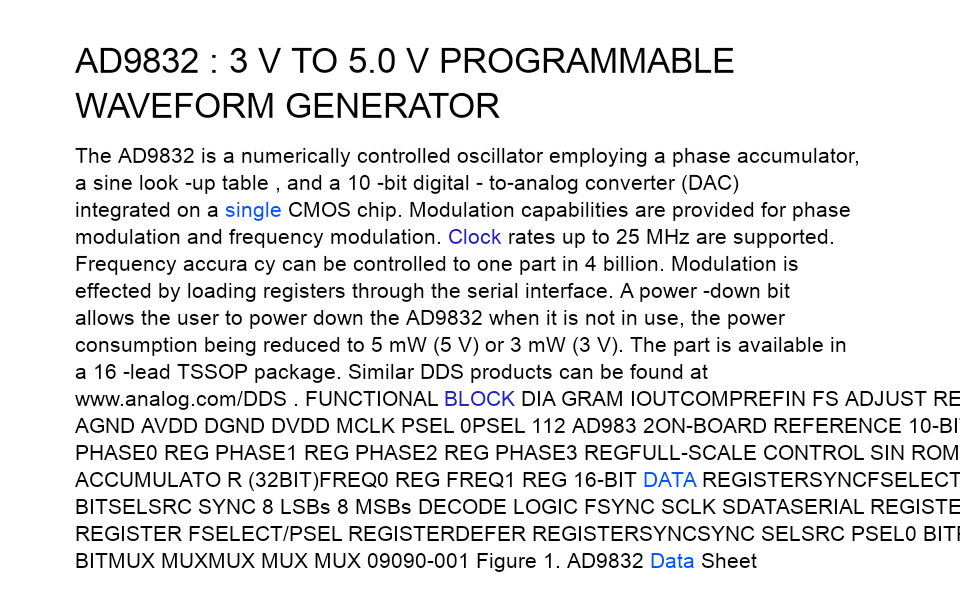 AD9832 : 3 V TO 5.0 V PROGRAMMABLE
WAVEFORM GENERATOR
The AD9832 is a numerically controlled oscillator employing a phase accumulator,
a sine look -up table , and a 10 -bit digital - to-analog converter (DAC)
integrated on a single CMOS chip. Modulation capabilities are provided for phase
modulation and frequency modulation. Clock rates up to 25 MHz are supported.
Frequency accura cy can be controlled to one part in 4 billion. Modulation is
effected by loading registers through the serial interface. A power -down bit
allows the user to power down the AD9832 when it is not in use, the power
consumption being reduced to 5 mW (5 V) or 3 mW (3 V). The part is available in
a 16 -lead TSSOP package. Similar DDS products can be found at
www.analog.com/DDS . FUNCTIONAL BLOCK DIA GRAM IOUTCOMPREFIN FS ADJUST RE
AGND AVDD DGND DVDD MCLK PSEL 0PSEL 112 AD983 2ON-BOARD REFERENCE 10-BI
PHASE0 REG PHASE1 REG PHASE2 REG PHASE3 REGFULL-SCALE CONTROL SIN ROM
ACCUMULATO R (32BIT)FREQ0 REG FREQ1 REG 16-BIT DATA REGISTERSYNCFSELECT
BITSELSRC SYNC 8 LSBs 8 MSBs DECODE LOGIC FSYNC SCLK SDATASERIAL REGISTE
REGISTER FSELECT/PSEL REGISTERDEFER REGISTERSYNCSYNC SELSRC PSEL0 BIT
BITMUX MUXMUX MUX MUX 09090-001 Figure 1. AD9832 Data Sheet